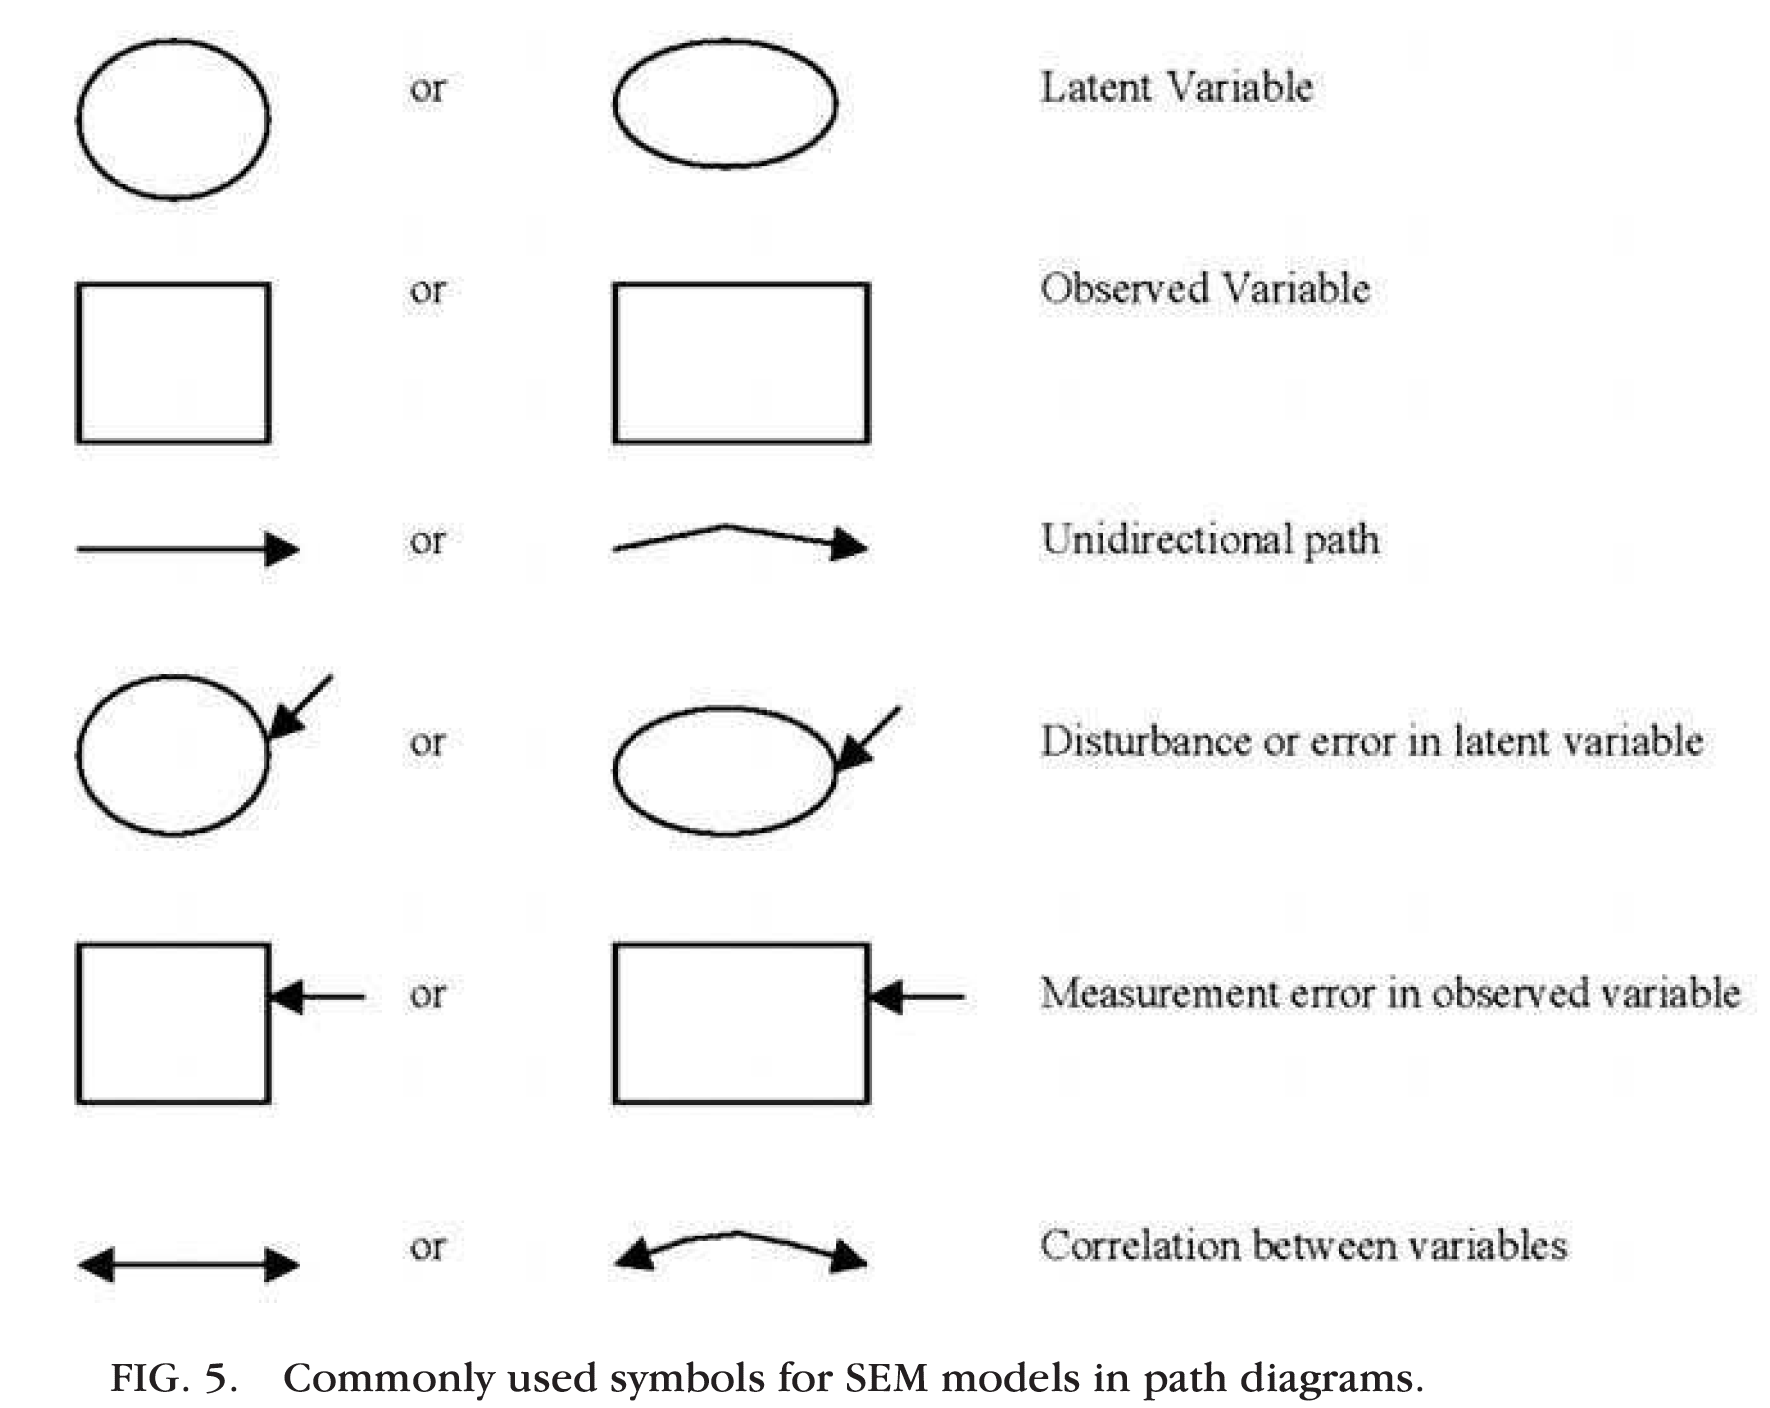 or Latent Variable
or Observed Variable
or Unidirectional path
or Disturbance or error in latent variable
or Measurement error in observed variable
or Correlation between variables
FIG. 5. Commonly used symbols for SEM models in path diagrams.